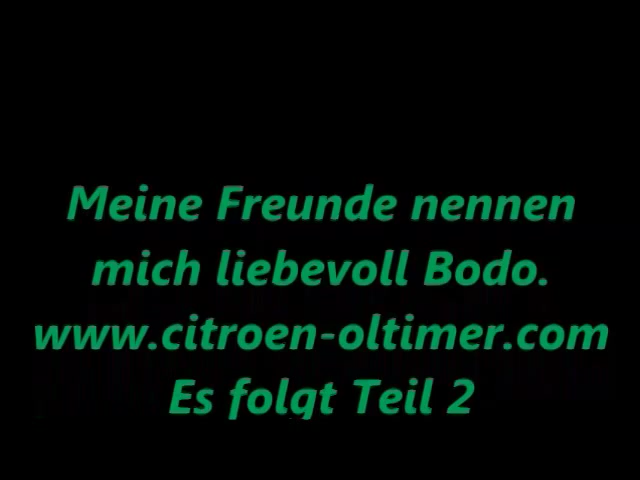 Meine Freunde nennen
mich liebevoll Bodo.
www.citroen-oltimer.com
Es folgt Teil 2